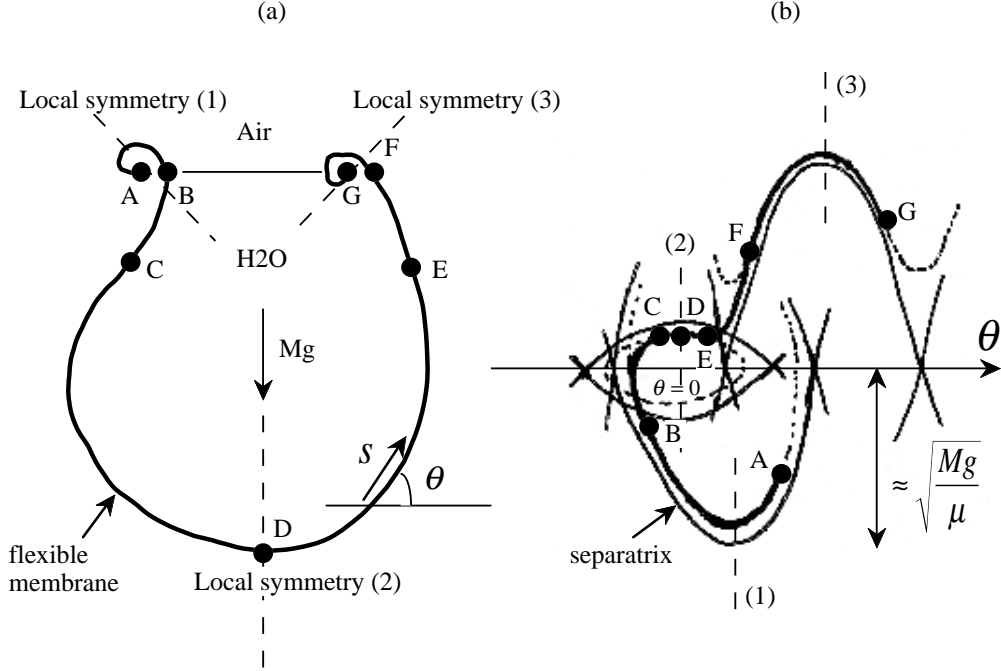 (a)
(b)
Local symmetry (1)
Local symmetry (3)
(3)
Air
F
A
B
G
G
F
(2)
C
H2O
E
C
D
θ
Mg
E
θ = 0
B
s
θ
A
≈ √Mg/μ
D
flexible
membrane
separatrix
Local symmetry (2)
(1)